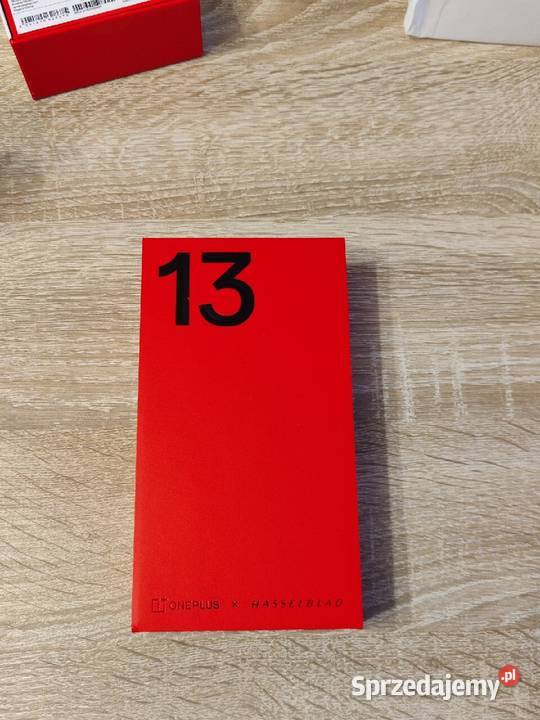 13
ONEPLUS × HASSELBLAD
Sprzedajemy.pl